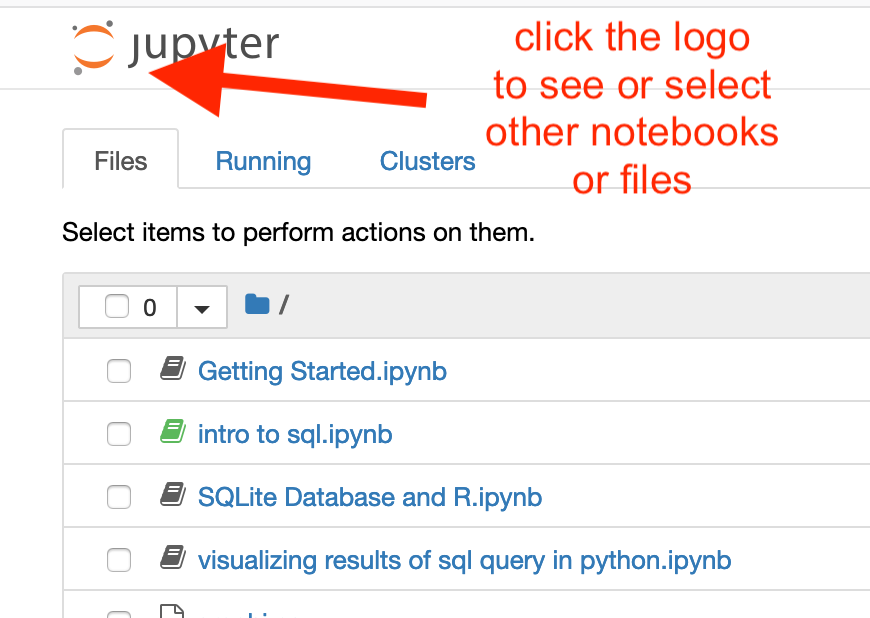 jupyter
click the logo
to see or select
other notebooks
or files
Files
Running
Clusters
Select items to perform actions on them.
0
/
Getting Started.ipynb
intro to sql.ipynb
SQLite Database and R.ipynb
visualizing results of sql query in python.ipynb